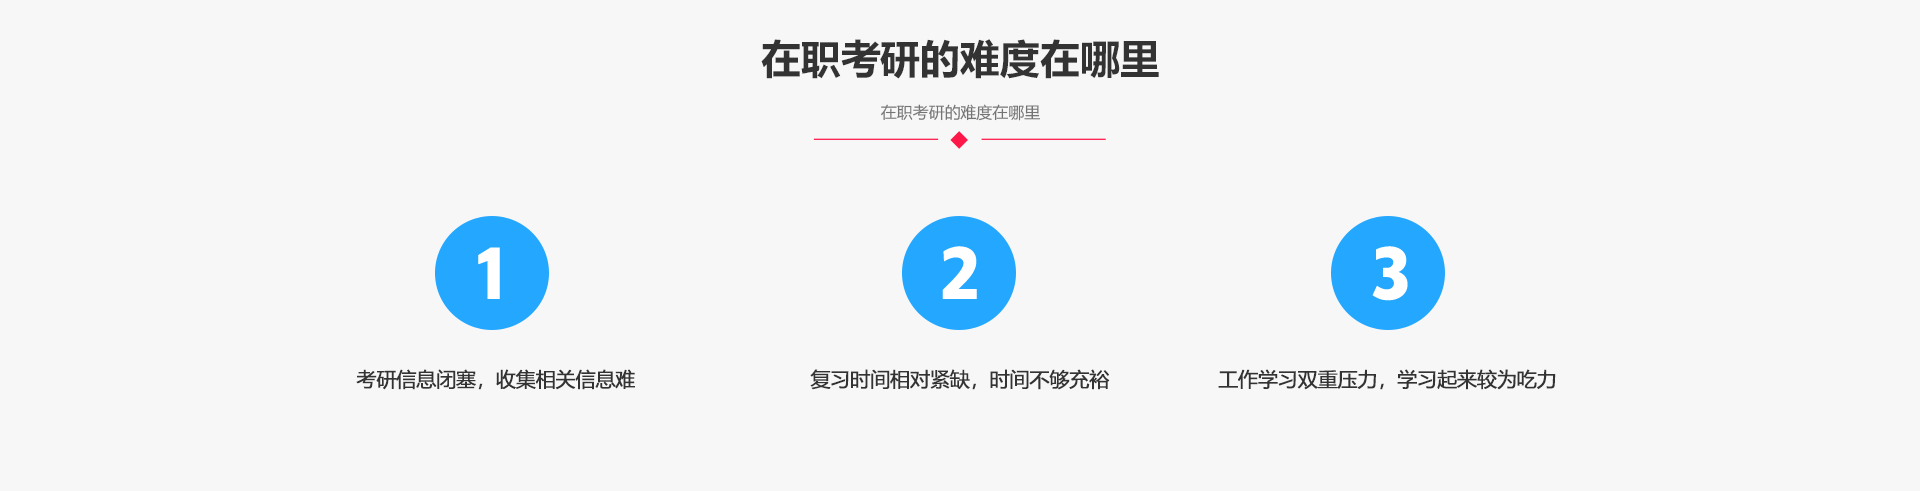 在职考研的难度在哪里
在职考研的难度在哪里
1
2
3
考研信息闭塞，收集相关信息难
复习时间相对紧缺，时间不够充裕
工作学习双重压力，学习起来较为吃力